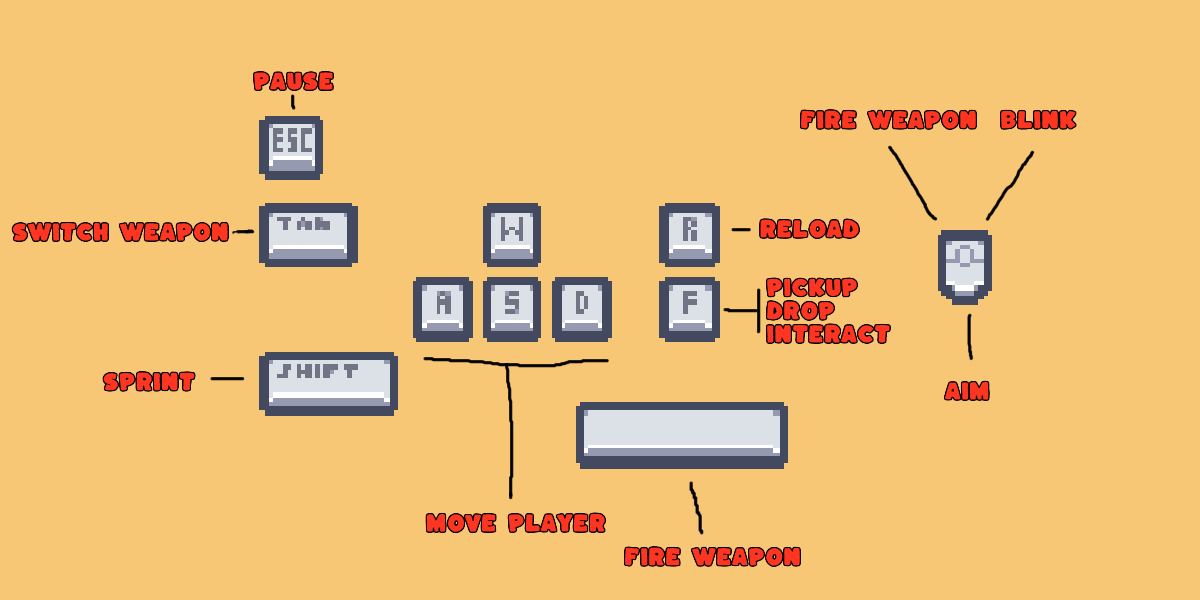 PAUSE
FIRE WEAPON BLINK
ESC
SWITCH WEAPON
TAB
W
R
RELOAD
A
S
D
F
PICKUP
DROP
INTERACT
SPRINT
SHIFT
AIM
MOVE PLAYER
FIRE WEAPON